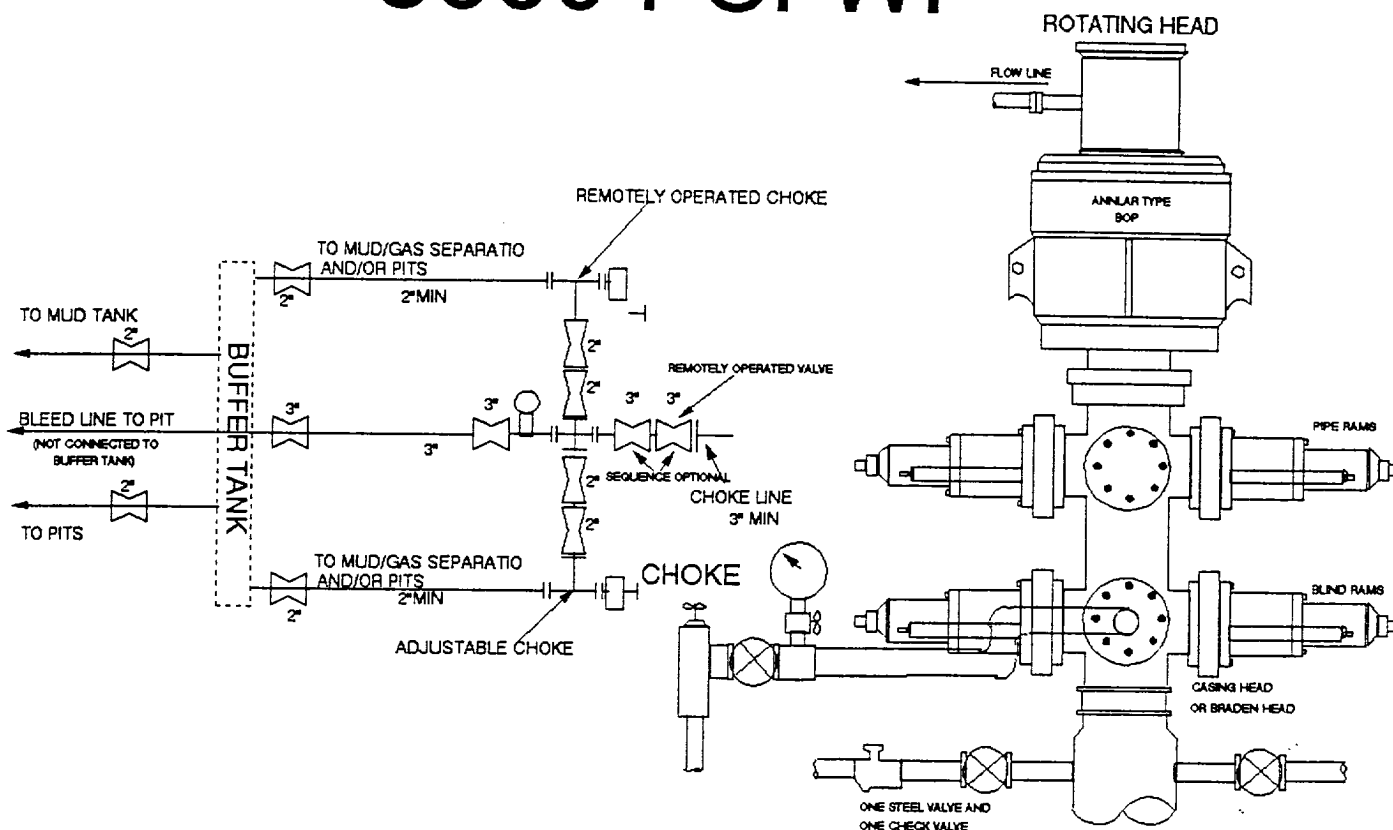 ROTATING HEAD
FLOW LINE
ANNLAR TYPE
BOP
REMOTELY OPERATED CHOKE
TO MUD/GAS SEPARATIO
AND/OR PITS
2"
2"MIN
TO MUD TANK
2"
2"
2"
REMOTELY OPERATED VALVE
3"
3"
BLEED LINE TO PIT
(NOT CONNECTED TO
BUFFER TANK)
3"
3"
3"
BUFFER TANK
SEQUENCE OPTIONAL
CHOKE LINE
3" MIN
2"
2"
2"
TO PITS
TO MUD/GAS SEPARATIO
AND/OR PITS
2"MIN
2"
CHOKE
ADJUSTABLE CHOKE
PIPE RAMS
BLIND RAMS
CASING HEAD
OR BRADEN HEAD
ONE STEEL VALVE AND
ONE CHECK VALVE